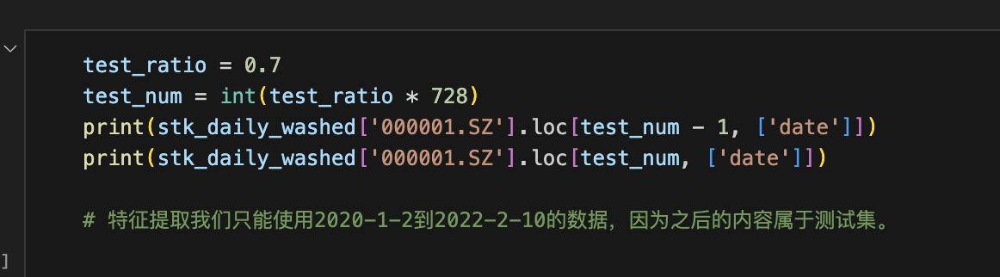 test_ratio = 0.7
test_num = int(test_ratio * 728)
print(stk_daily_washed['000001.SZ'].loc[test_num - 1, ['date']])
print(stk_daily_washed['000001.SZ'].loc[test_num, ['date']])
# 特征提取我们只能使用2020-1-2到2022-2-10的数据，因为之后的内容属于测试集。
]